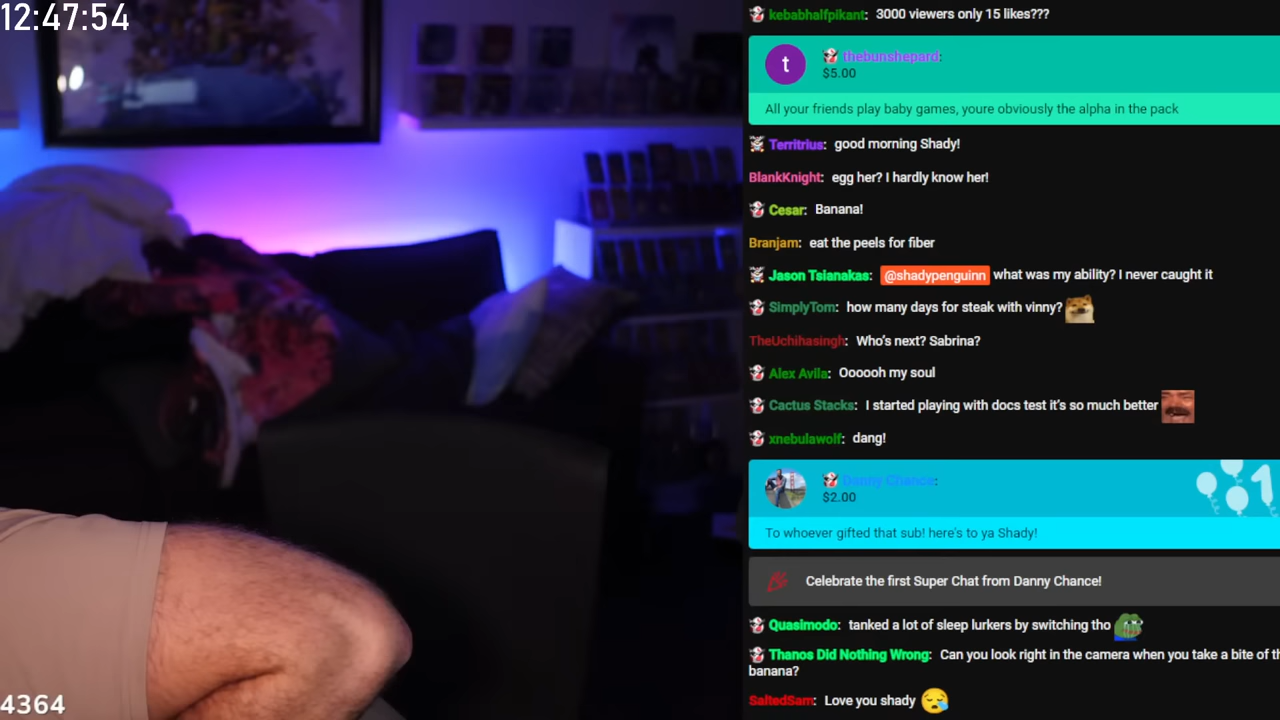 12:47:54
kebabhalfpikant: 3000 viewers only 15 likes???
t
thebunshepard:
$5.00
All your friends play baby games, youre obviously the alpha in the pack
Territrius: good morning Shady!
BlankKnight: egg her? I hardly know her!
Cesar: Banana!
Branjam: eat the peels for fiber
Jason Tsianakas: @shadypenguinn what was my ability? I never caught it
SimplyTom: how many days for steak with vinny?
TheUchihasingh: Who's next? Sabrina?
Alex Avila: Oooooh my soul
Cactus Stacks: I started playing with docs test it's so much better
xnebulawolf: dang!
Danny Chance:
$2.00
1
To whoever gifted that sub! here's to ya Shady!
Celebrate the first Super Chat from Danny Chance!
Quasimodo: tanked a lot of sleep lurkers by switching tho
Thanos Did Nothing Wrong: Can you look right in the camera when you take a bite of
banana?
SaltedSam: Love you shady
4364